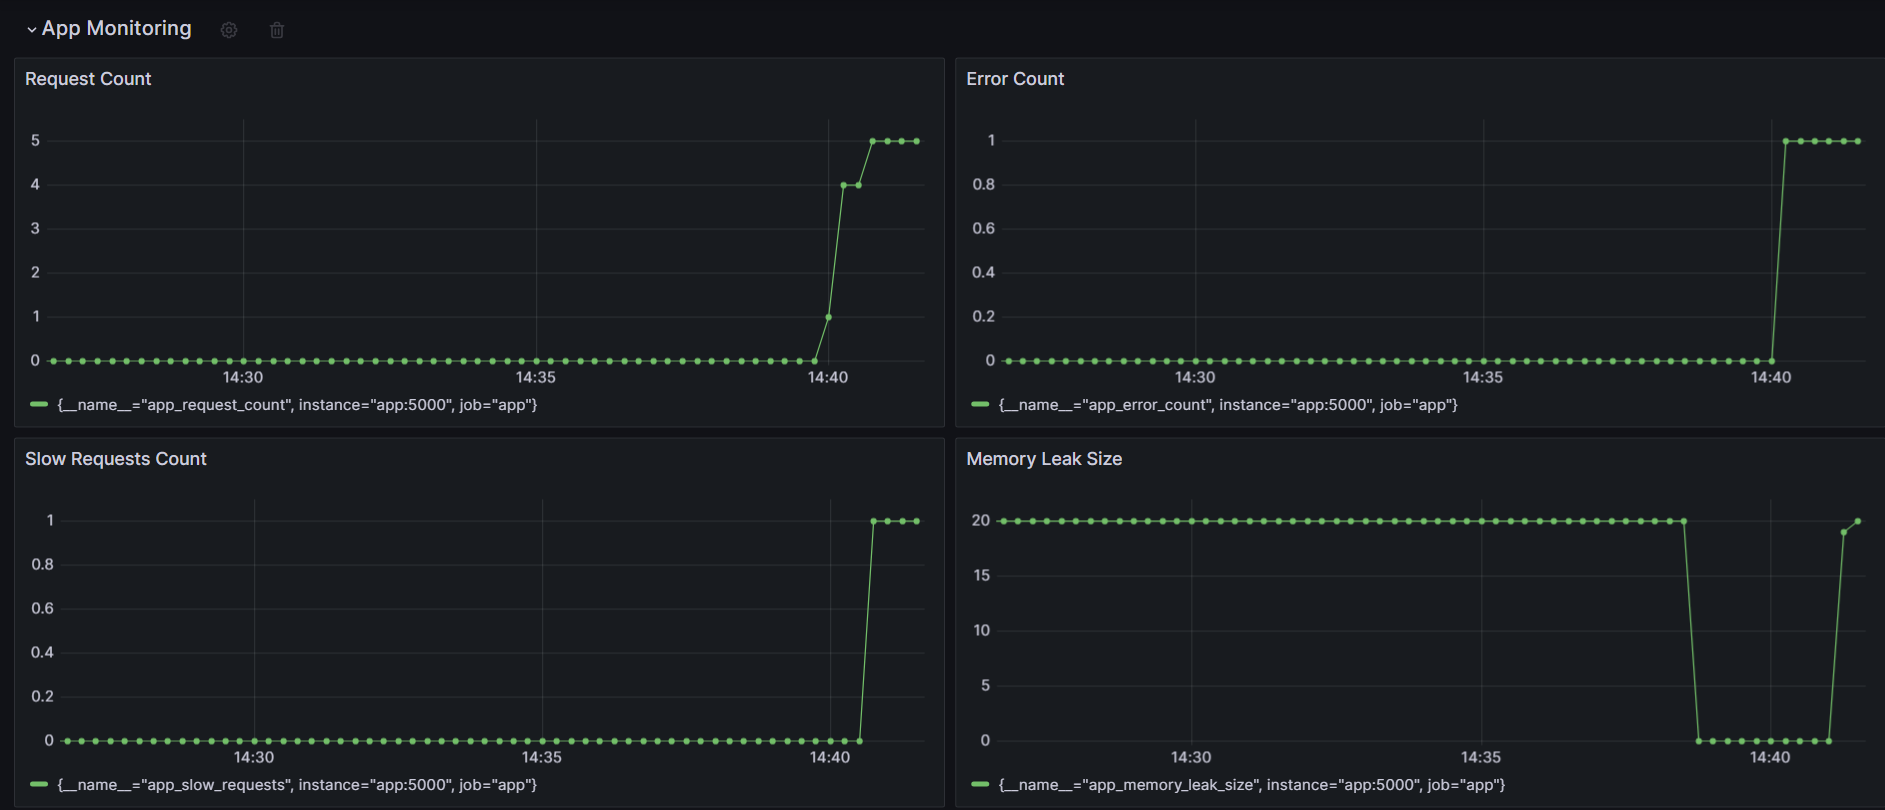 App Monitoring
Request Count
5
4
3
2
1
0
14:30 14:35 14:40
{__name__="app_request_count", instance="app:5000", job="app"}
Error Count
1
0.8
0.6
0.4
0.2
0
14:30 14:35 14:40
{__name__="app_error_count", instance="app:5000", job="app"}
Slow Requests Count
1
0.8
0.6
0.4
0.2
0
14:30 14:35 14:40
{__name__="app_slow_requests", instance="app:5000", job="app"}
Memory Leak Size
20
15
10
5
0
14:30 14:35 14:40
{__name__="app_memory_leak_size", instance="app:5000", job="app"}